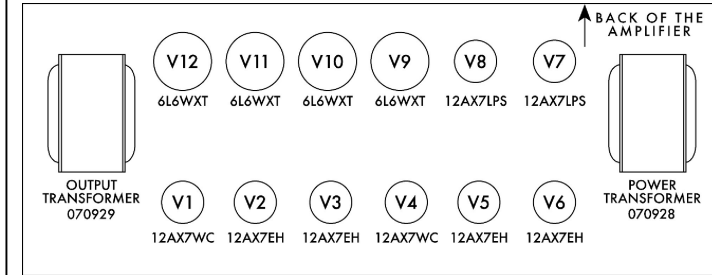 BACK OF THE
AMPLIFIER
V12 V11 V10 V9 V8 V7
6L6WXT 6L6WXT 6L6WXT 6L6WXT 12AX7LPS 12AX7LPS
OUTPUT
TRANSFORMER
070929
POWER
TRANSFORMER
070928
V1 V2 V3 V4 V5 V6
12AX7WC 12AX7EH 12AX7EH 12AX7WC 12AX7EH 12AX7EH